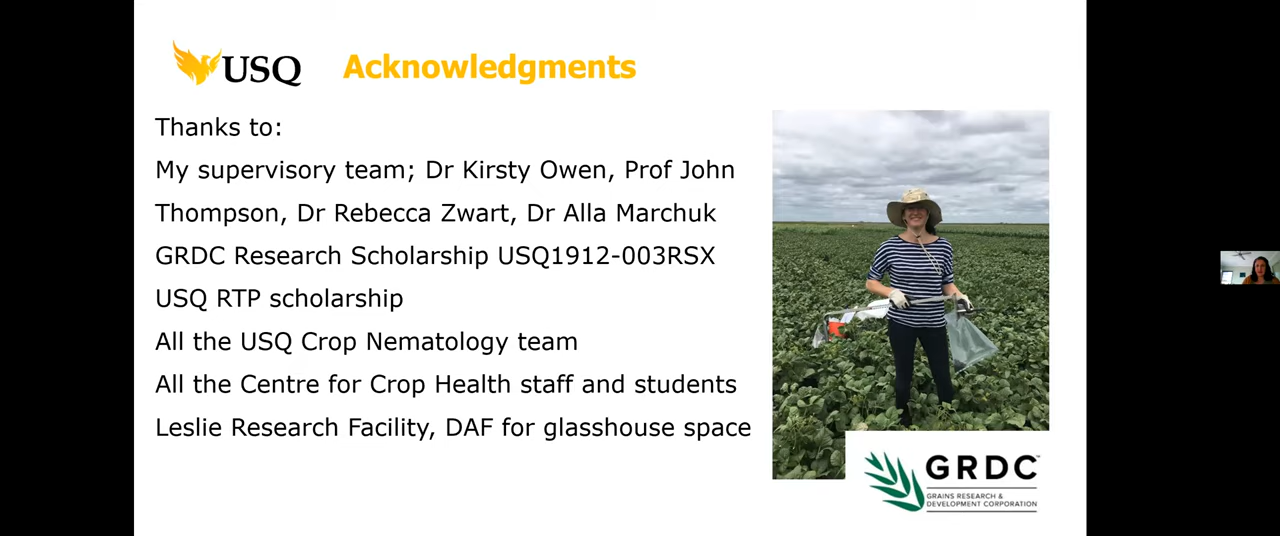 USQ
Acknowledgments
Thanks to:
My supervisory team; Dr Kirsty Owen, Prof John
Thompson, Dr Rebecca Zwart, Dr Alla Marchuk
GRDC Research Scholarship USQ1912-003RSX
USQ RTP scholarship
All the USQ Crop Nematology team
All the Centre for Crop Health staff and students
Leslie Research Facility, DAF for glasshouse space
GRDC™
GRAINS RESEARCH &
DEVELOPMENT CORPORATION